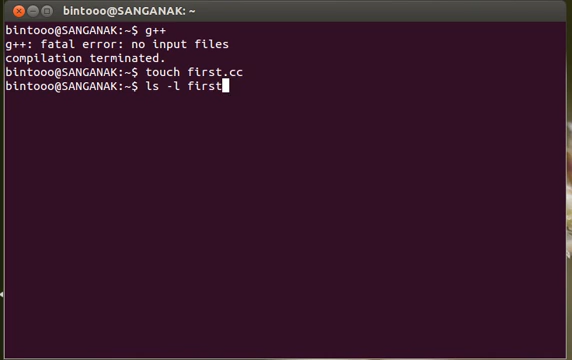 bintooo@SANGANAK: ~
bintooo@SANGANAK:~$ g++
g++: fatal error: no input files
compilation terminated.
bintooo@SANGANAK:~$ touch first.cc
bintooo@SANGANAK:~$ ls -l first